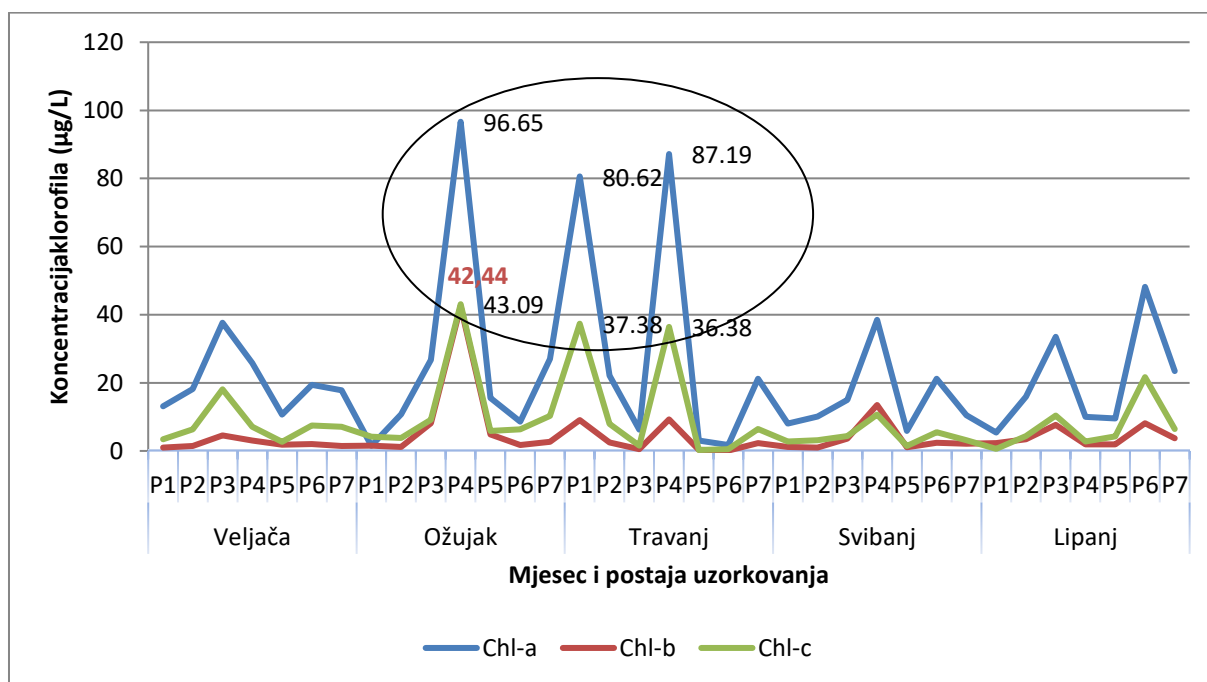 Koncentracijaklorofila (µg/L)
120
100
80
60
40
20
0
96.65
87.19
80.62
42,44
43.09
37.38
36.38
P1 P2 P3 P4 P5 P6 P7 P1 P2 P3 P4 P5 P6 P7 P1 P2 P3 P4 P5 P6 P7 P1 P2 P3 P4 P5 P6 P7 P1 P2 P3 P4 P5 P6 P7
Veljača Ožujak Travanj Svibanj Lipanj
Mjesec i postaja uzorkovanja
Chl-a Chl-b Chl-c